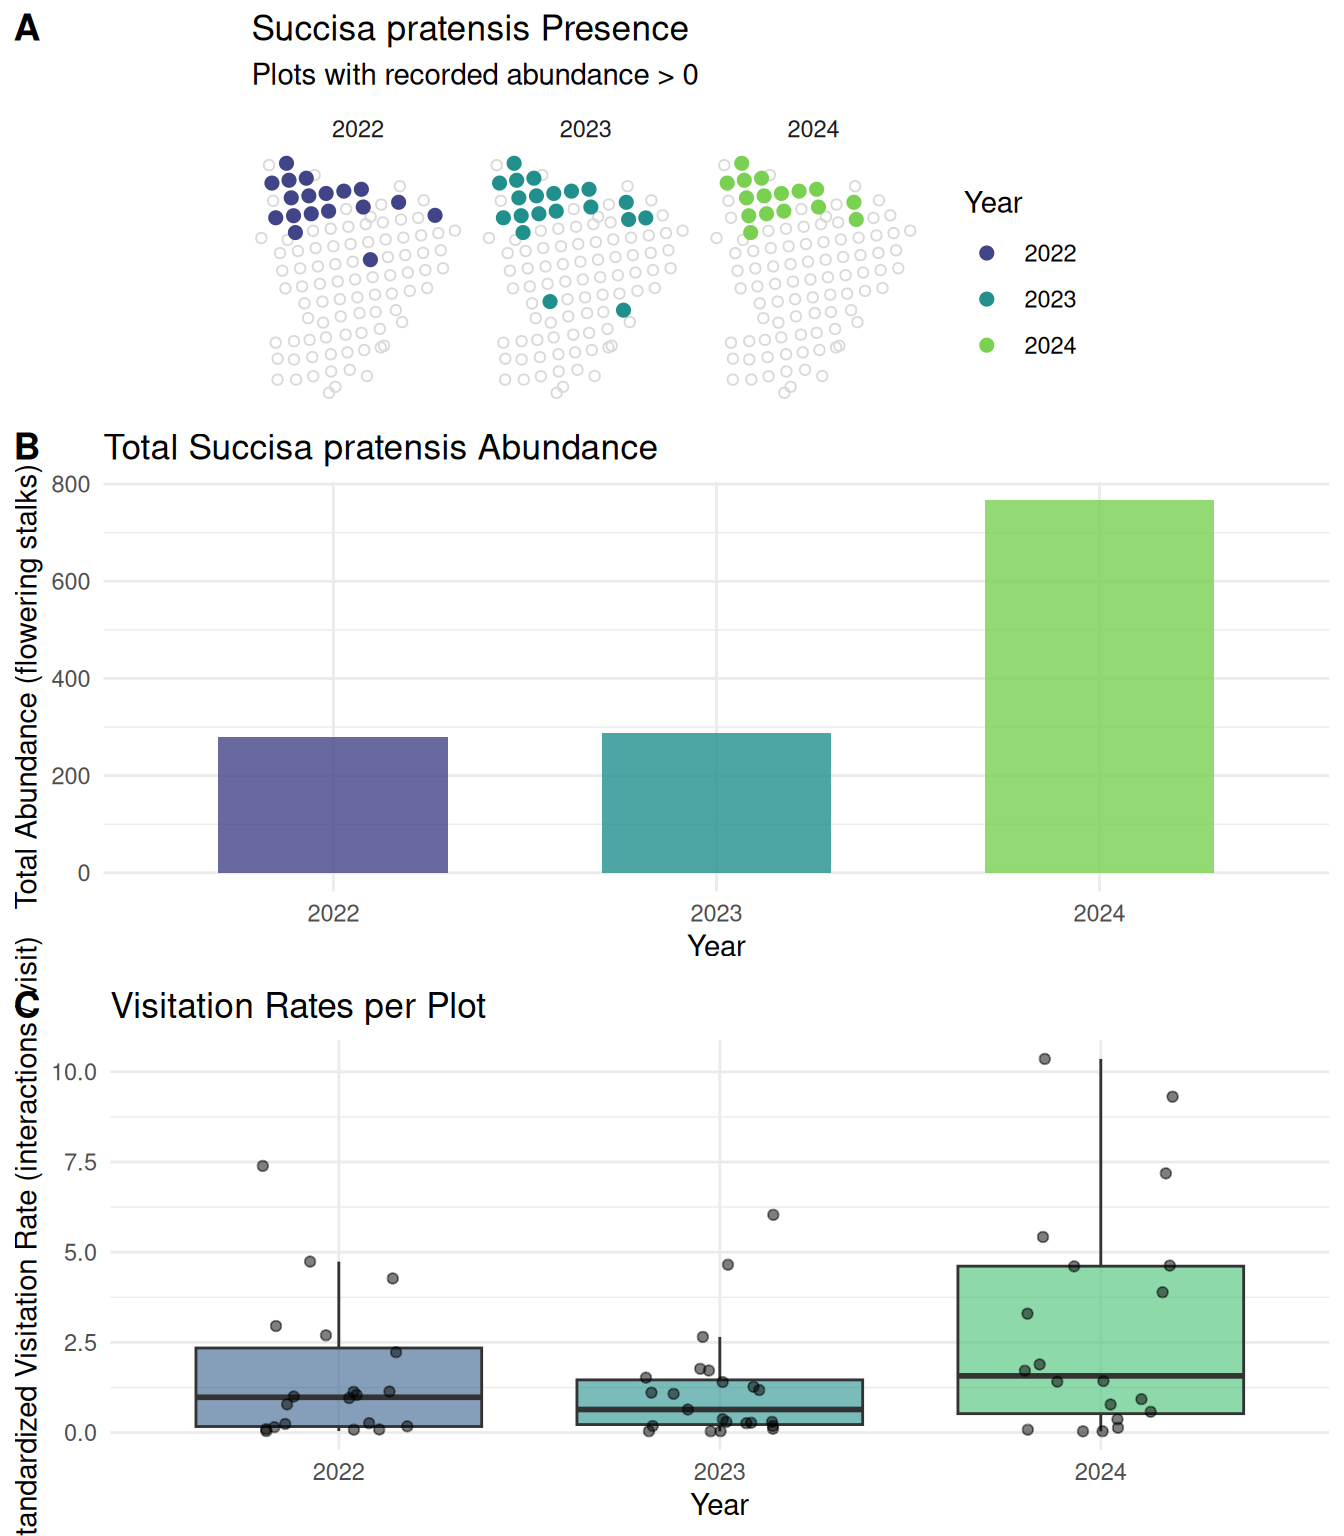 A
Succisa pratensis Presence
Plots with recorded abundance > 0
2022
2023
2024
Year
2022
2023
2024
B
Total Succisa pratensis Abundance
Total Abundance (flowering stalks)
800
600
400
200
0
2022
2023
2024
Year
C
Visitation Rates per Plot
tandardized Visitation Rate (interactions visit)
10.0
7.5
5.0
2.5
0.0
2022
2023
2024
Year